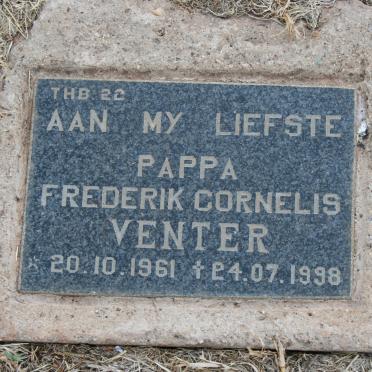 THB 22
AAN MY LIEFSTE
PAPPA
FREDERIK CORNELIS
VENTER
* 20.10.1961 ✝ 24.07.1998